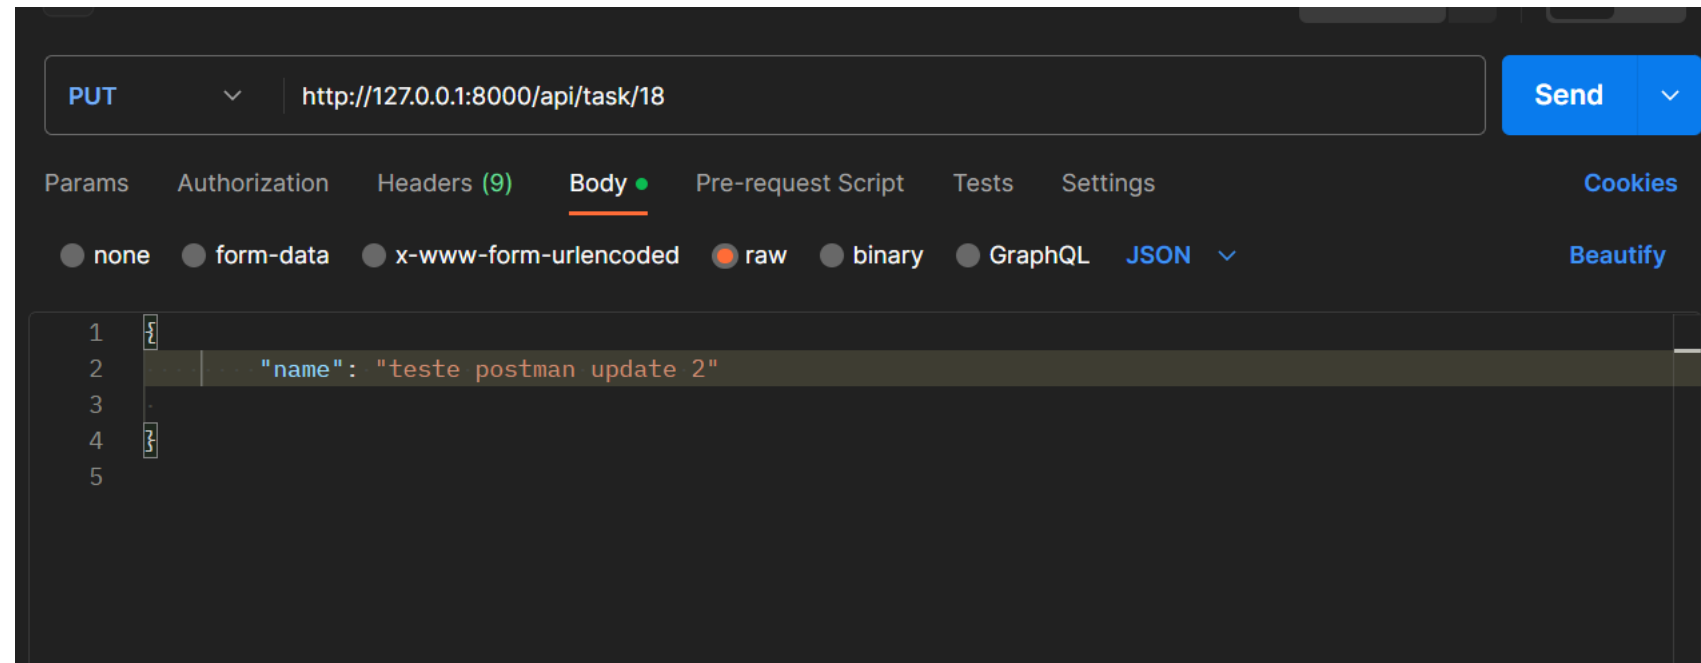 PUT http://127.0.0.1:8000/api/task/18 Send
Params Authorization Headers (9) Body Pre-request Script Tests Settings Cookies
none form-data x-www-form-urlencoded raw binary GraphQL JSON Beautify
1 {
2 "name": "teste postman update 2"
3
4 }
5